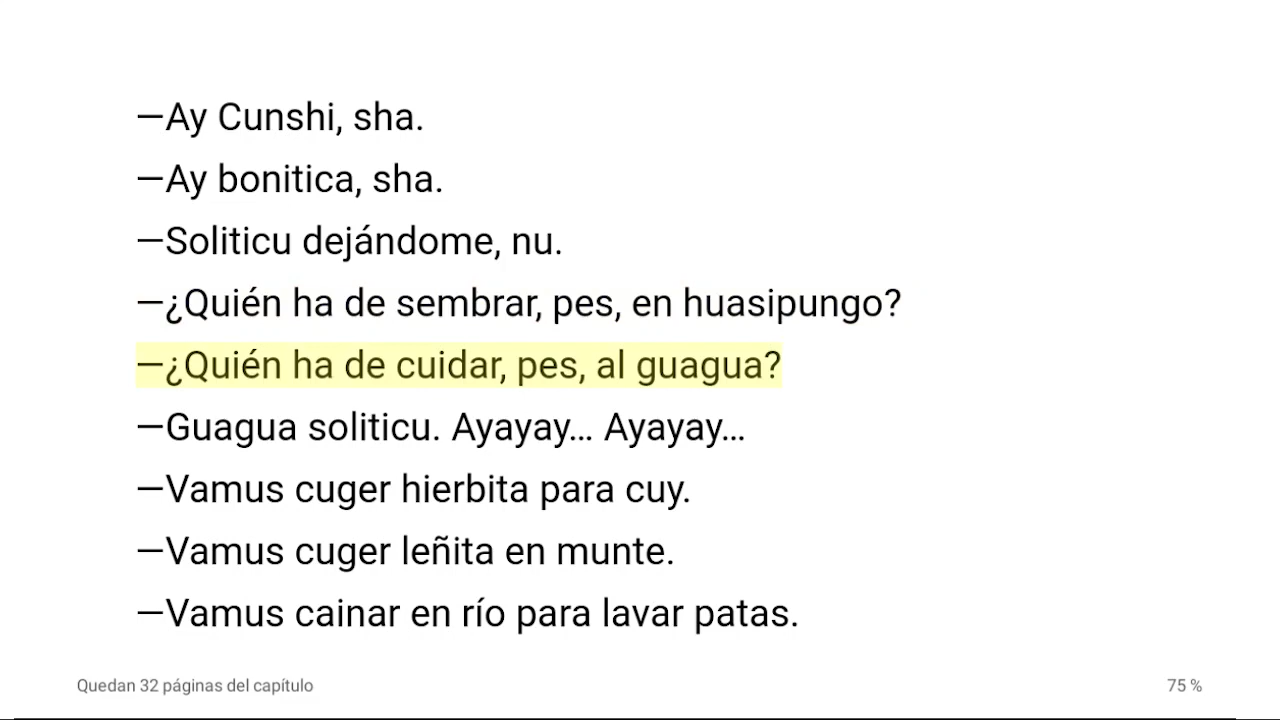 —Ay Cunshi, sha.
—Ay bonitica, sha.
—Soliticu dejándome, nu.
—¿Quién ha de sembrar, pes, en huasipungo?
—¿Quién ha de cuidar, pes, al guagua?
—Guagua soliticu. Ayayay… Ayayay…
—Vamus cuger hierbita para cuy.
—Vamus cuger leñita en munte.
—Vamus cainar en río para lavar patas.
Quedan 32 páginas del capítulo
75 %